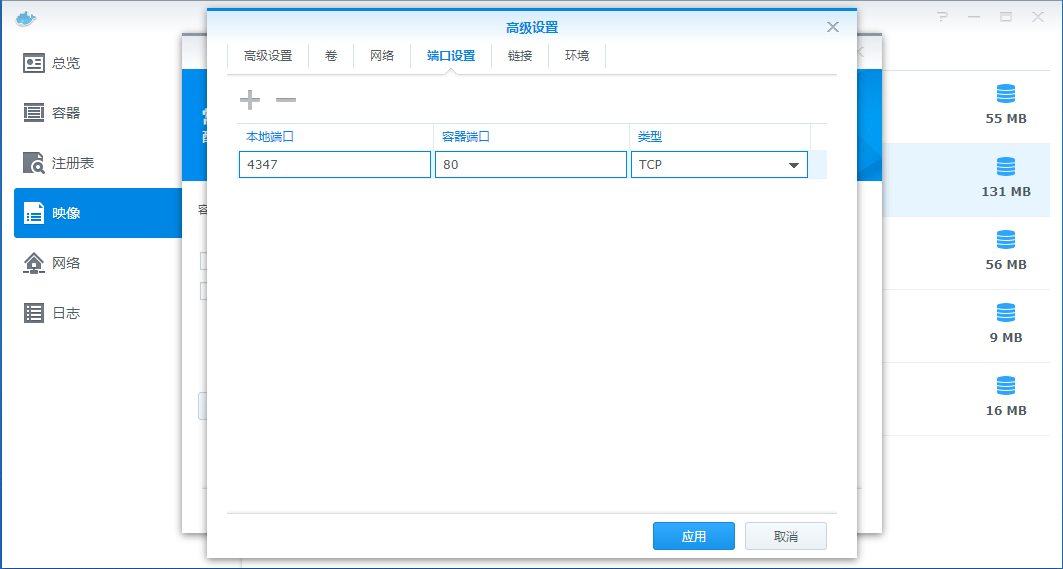 高级设置
高级设置 卷 网络 端口设置 链接 环境
总览
容器
注册表
映像
网络
日志
本地端口 容器端口 类型
4347 80 TCP
应用 取消
55 MB
131 MB
56 MB
9 MB
16 MB